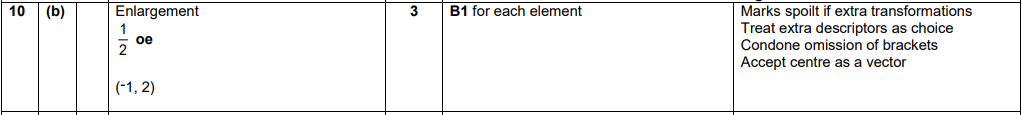 10 (b) Enlargement 3 B1 for each element Marks spoilt if extra transformations
1/2 oe Treat extra descriptors as choice
Condone omission of brackets
Accept centre as a vector
(⁻1, 2)